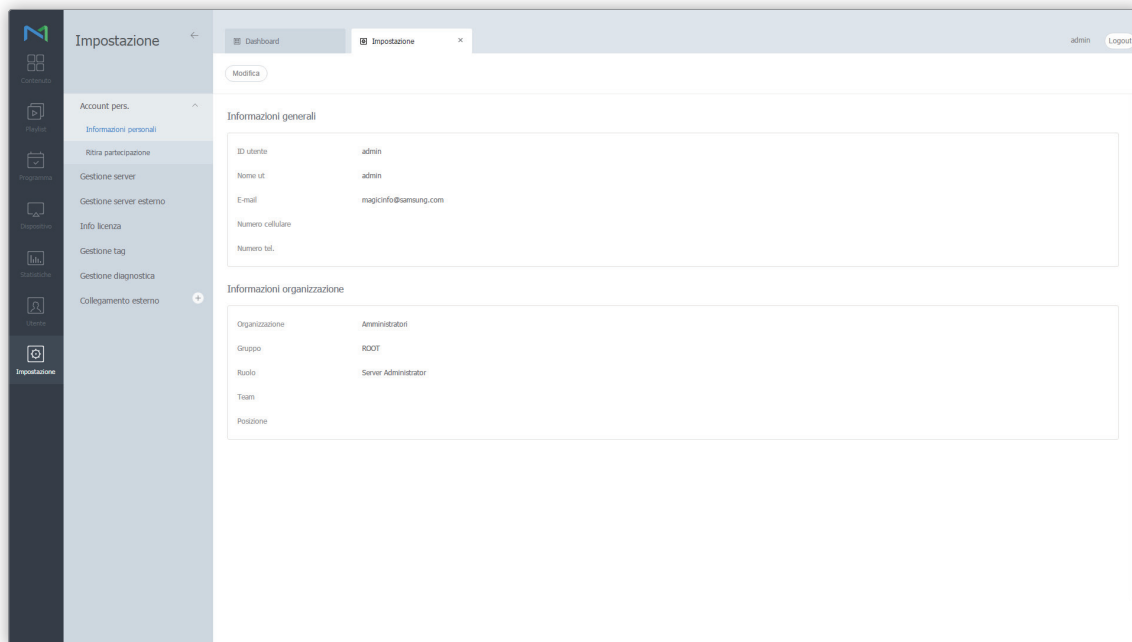 Impostazione
Dashboard
Impostazione
admin
Logout
Modifica
Contenuto
Playlist
Programma
Dispositivo
Statistiche
Utente
Impostazione
Account pers.
Informazioni personali
Ritira partecipazione
Gestione server
Gestione server esterno
Info licenza
Gestione tag
Gestione diagnostica
Collegamento esterno
Informazioni generali
ID utente admin
Nome ut admin
E-mail magicinfo@samsung.com
Numero cellulare
Numero tel.
Informazioni organizzazione
Organizzazione Amministratori
Gruppo ROOT
Ruolo Server Administrator
Team
Posizione